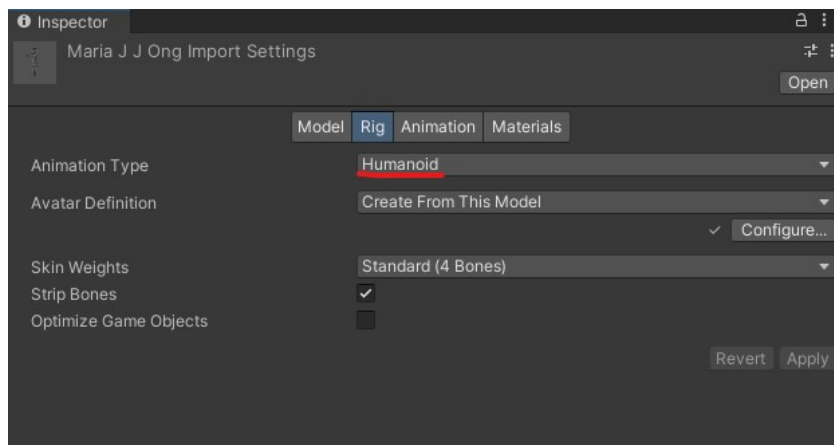 Inspector
Maria J J Ong Import Settings
Open
Model Rig Animation Materials
Animation Type Humanoid
Avatar Definition Create From This Model
Configure...
Skin Weights Standard (4 Bones)
Strip Bones
Optimize Game Objects
Revert Apply